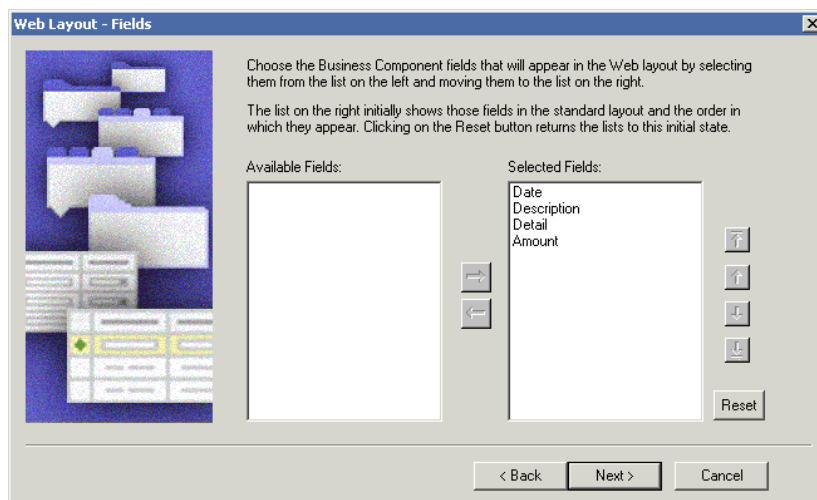 Web Layout - Fields
Choose the Business Component fields that will appear in the Web layout by selecting
them from the list on the left and moving them to the list on the right.
The list on the right initially shows those fields in the standard layout and the order in
which they appear. Clicking on the Reset button returns the lists to this initial state.
Available Fields:
Selected Fields:
Date
Description
Detail
Amount
Reset
< Back
Next >
Cancel